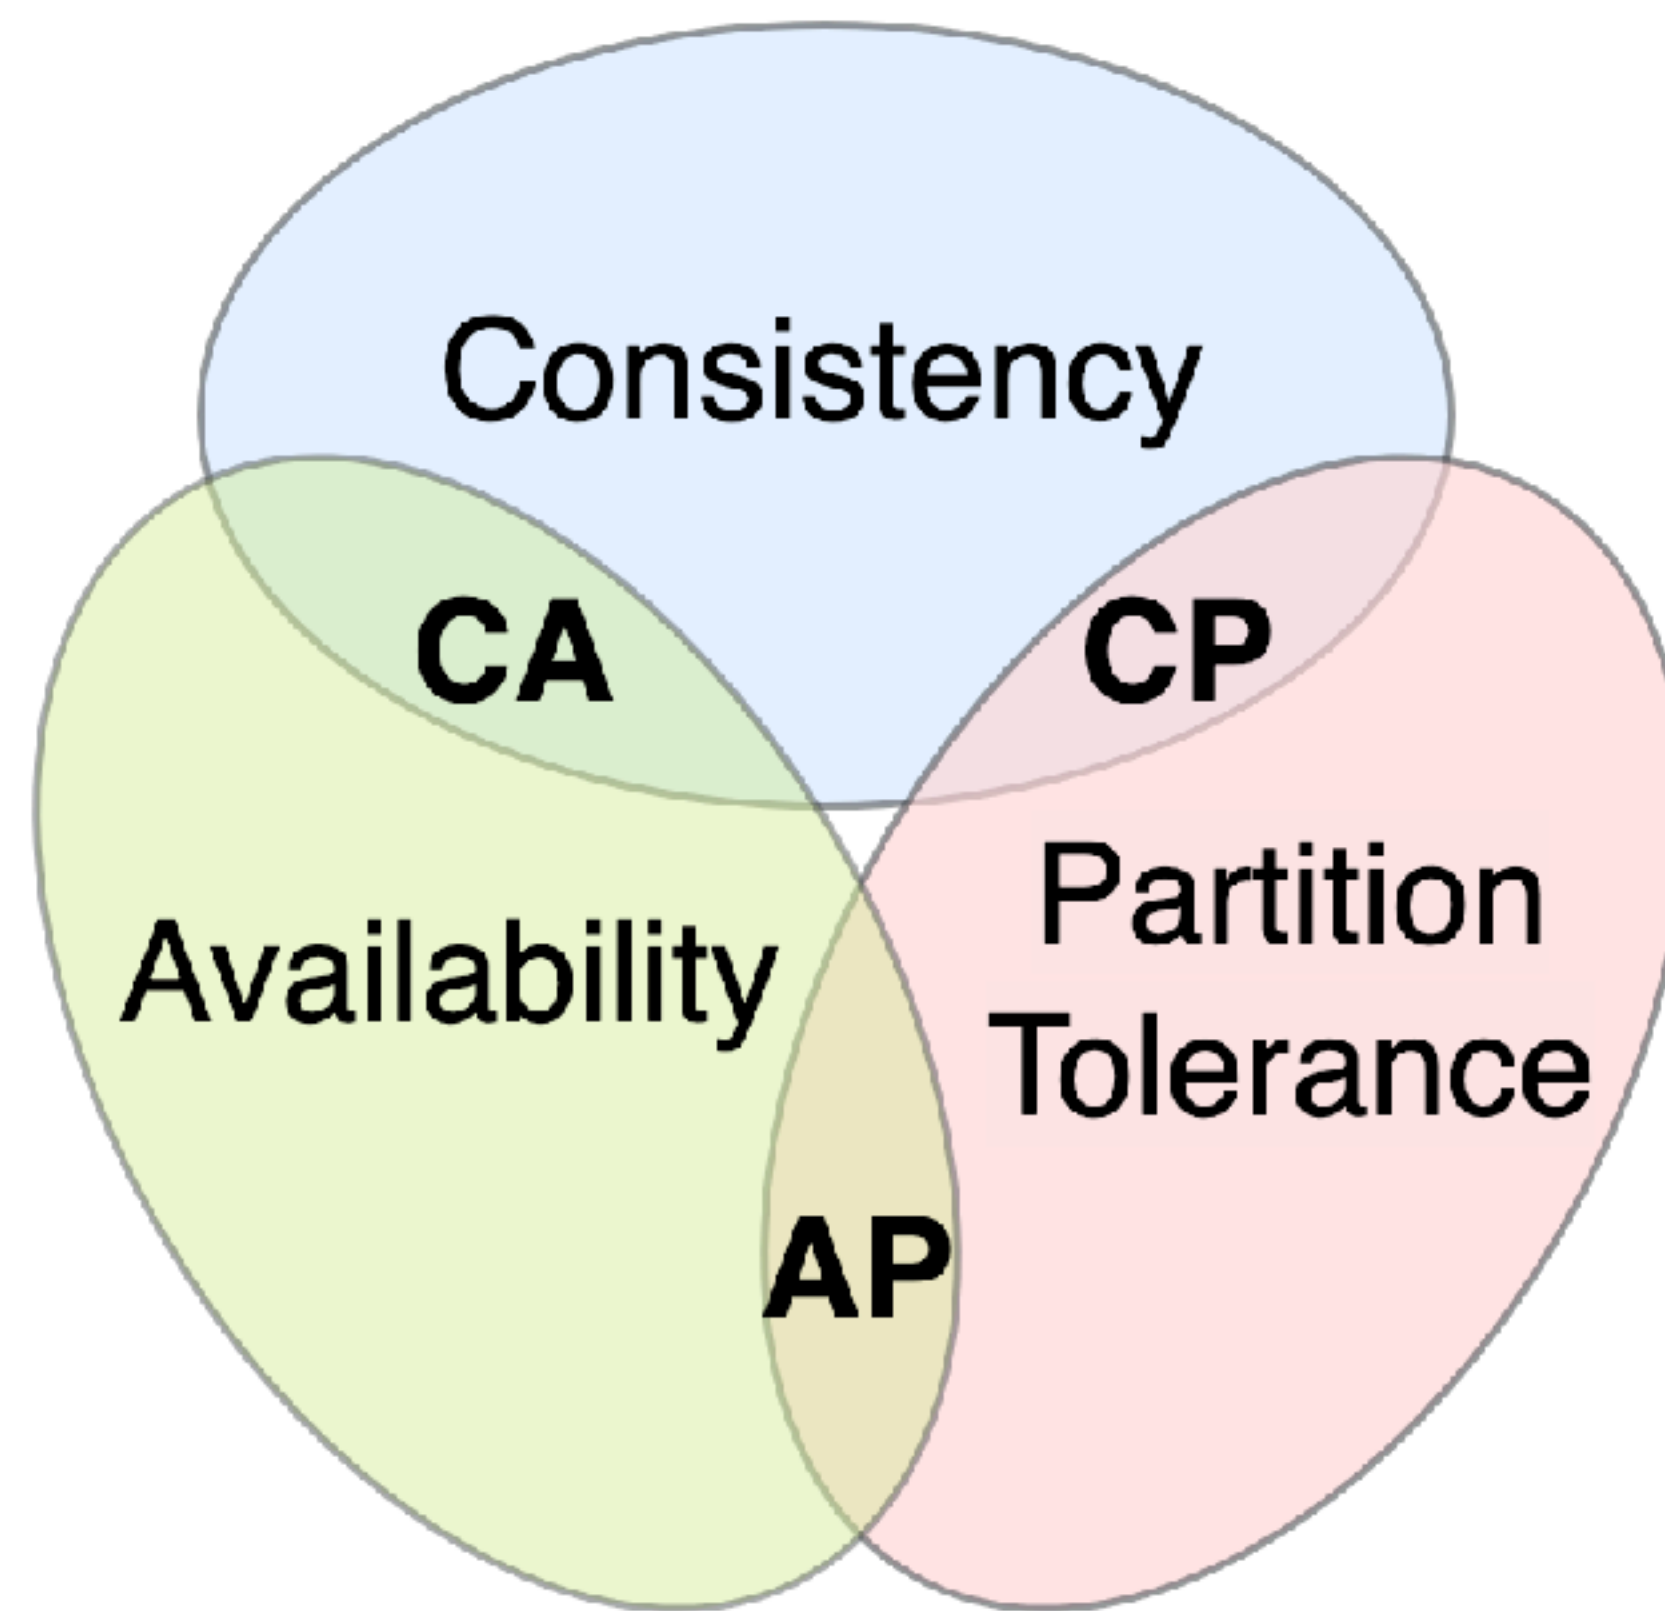 Consistency
CA
CP
Partition
Tolerance
Availability
AP